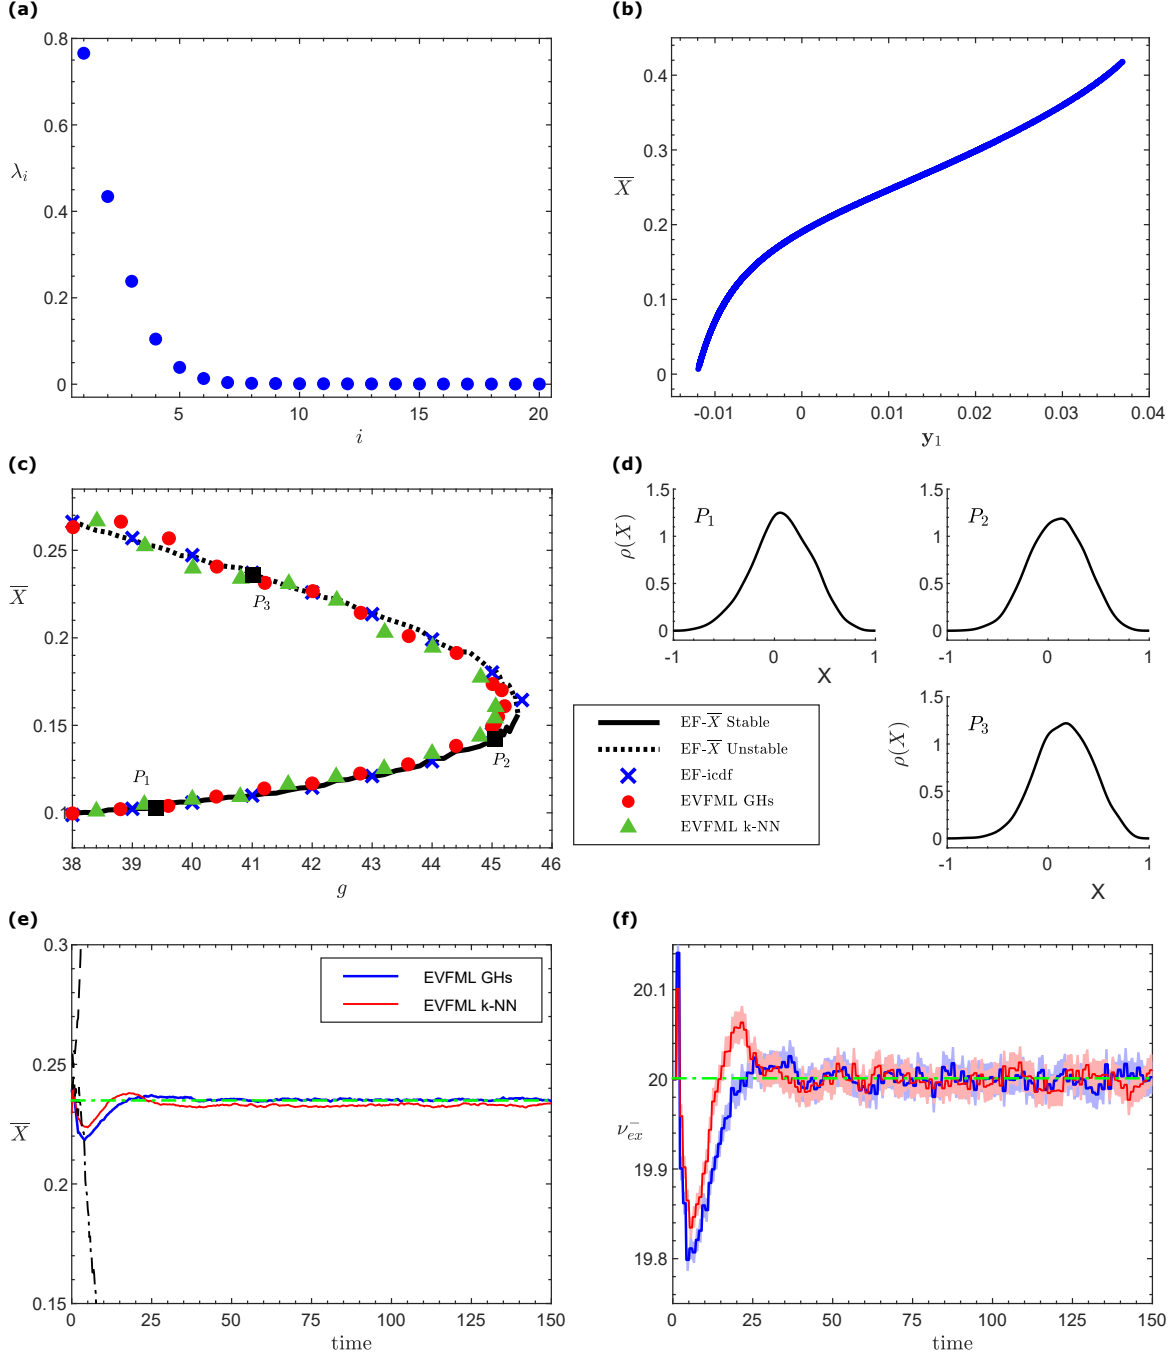 (a)
0.8
0.6
0.4
0.2
0
λ_i
5
10
15
20
i
(b)
0.4
0.3
0.2
0.1
0
X̅
-0.01
0
0.01
0.02
0.03
0.04
y₁
(c)
0.25
0.2
0.15
0.1
X̅
P₁
P₂
P₃
38
39
40
41
42
43
44
45
46
g
(d)
1.5
1
0.5
0
ρ(X)
P₁
-1
0
1
X
1.5
1
0.5
0
P₂
-1
0
1
1.5
1
0.5
0
ρ(X)
P₃
-1
0
1
X
EF-X̅ Stable
EF-X̅ Unstable
EF-icdf
EVFML GHs
EVFML k-NN
(e)
0.3
0.25
0.2
0.15
X̅
EVFML GHs
EVFML k-NN
0
25
50
75
100
125
150
time
(f)
20.1
20
19.9
19.8
ν_ex^-
0
25
50
75
100
125
150
time